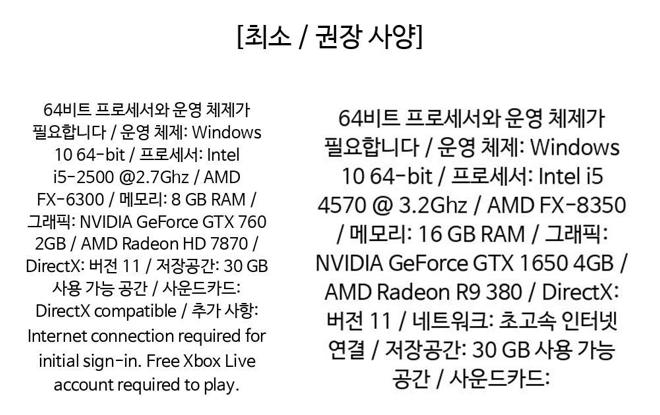 [최소 / 권장 사양]
64비트 프로세서와 운영 체제가
필요합니다 / 운영 체제: Windows
10 64-bit / 프로세서: Intel
i5-2500 @2.7Ghz / AMD
FX-6300 / 메모리: 8 GB RAM /
그래픽: NVIDIA GeForce GTX 760
2GB / AMD Radeon HD 7870 /
DirectX: 버전 11 / 저장공간: 30 GB
사용 가능 공간 / 사운드카드:
DirectX compatible / 추가 사항:
Internet connection required for
initial sign-in. Free Xbox Live
account required to play.
64비트 프로세서와 운영 체제가
필요합니다 / 운영 체제: Windows
10 64-bit / 프로세서: Intel i5
4570 @ 3.2Ghz / AMD FX-8350
/ 메모리: 16 GB RAM / 그래픽:
NVIDIA GeForce GTX 1650 4GB /
AMD Radeon R9 380 / DirectX:
버전 11 / 네트워크: 초고속 인터넷
연결 / 저장공간: 30 GB 사용 가능
공간 / 사운드카드: